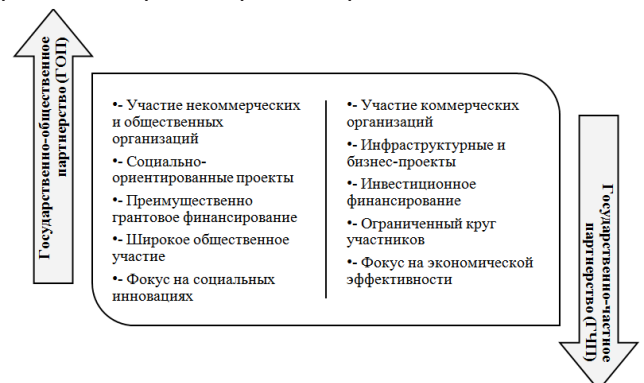 Государственно-общественное
партнерство (ГОП)
•- Участие некоммерческих
и общественных
организаций
•- Социально-
ориентированные проекты
•- Преимущественно
грантовое финансирование
•- Широкое общественное
участие
•- Фокус на социальных
инновациях
•- Участие коммерческих
организаций
•- Инфраструктурные и
бизнес-проекты
•- Инвестиционное
финансирование
•- Ограниченный круг
участников
•- Фокус на экономической
эффективности
Государственно-частное
партнерство (ГЧП)